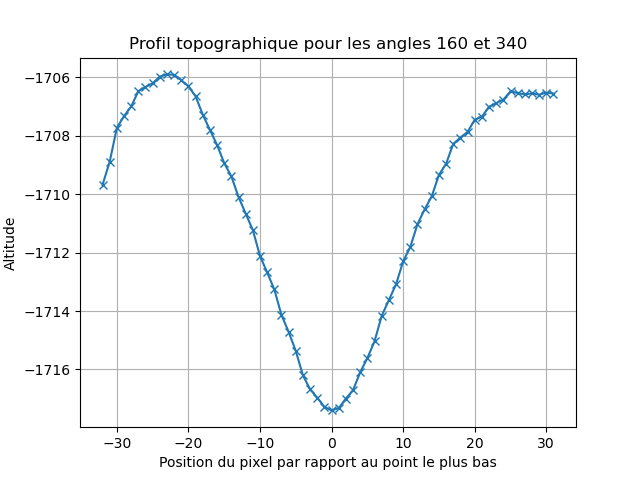 Profil topographique pour les angles 160 et 340
Altitude
−1706
−1708
−1710
−1712
−1714
−1716
−30 −20 −10 0 10 20 30
Position du pixel par rapport au point le plus bas